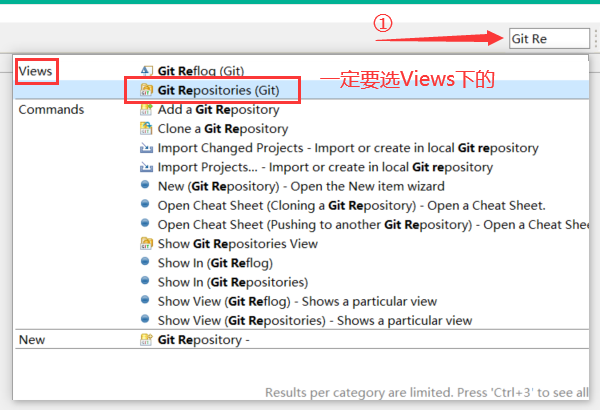 ①
Git Re
Views
Git Reflog (Git)
Git Repositories (Git)
一定要选Views下的
Commands
Add a Git Repository
Clone a Git Repository
Import Changed Projects - Import or create in local Git repository
Import Projects... - Import or create in local Git repository
New (Git Repository) - Open the New item wizard
Open Cheat Sheet (Cloning a Git Repository) - Open a Cheat Sheet.
Open Cheat Sheet (Pushing to another Git Repository) - Open a Cheat Shee
Show Git Repositories View
Show In (Git Reflog)
Show In (Git Repositories)
Show View (Git Reflog) - Shows a particular view
Show View (Git Repositories) - Shows a particular view
New
Git Repository -
Results per category are limited. Press 'Ctrl+3' to see all